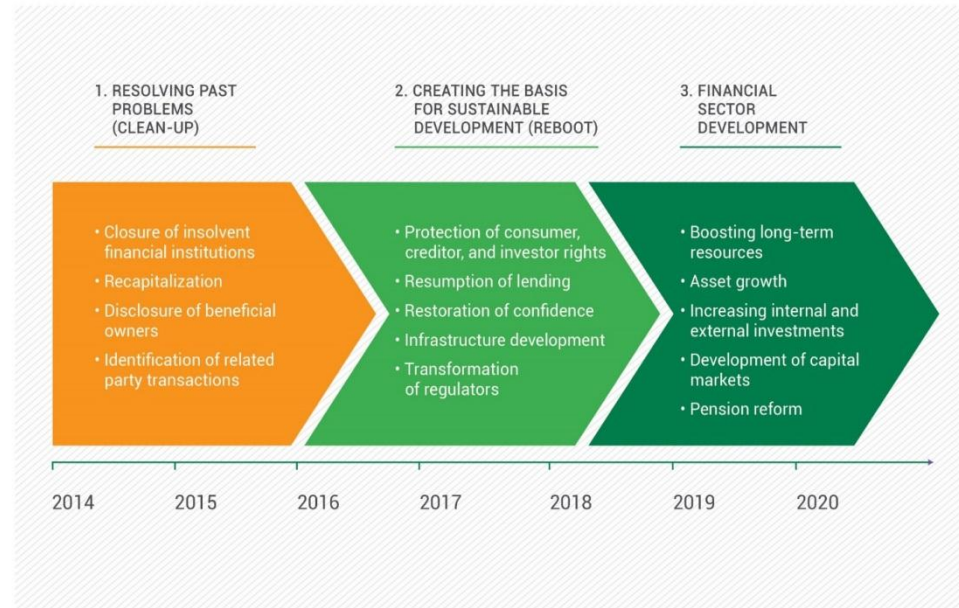 1. RESOLVING PAST
PROBLEMS
(CLEAN-UP)
2. CREATING THE BASIS
FOR SUSTAINABLE
DEVELOPMENT (REBOOT)
3. FINANCIAL
SECTOR
DEVELOPMENT
• Closure of insolvent
financial institutions
• Recapitalization
• Disclosure of beneficial
owners
• Identification of related
party transactions
• Protection of consumer,
creditor, and investor rights
• Resumption of lending
• Restoration of confidence
• Infrastructure development
• Transformation
of regulators
• Boosting long-term
resources
• Asset growth
• Increasing internal and
external investments
• Development of capital
markets
• Pension reform
2014 2015 2016 2017 2018 2019 2020